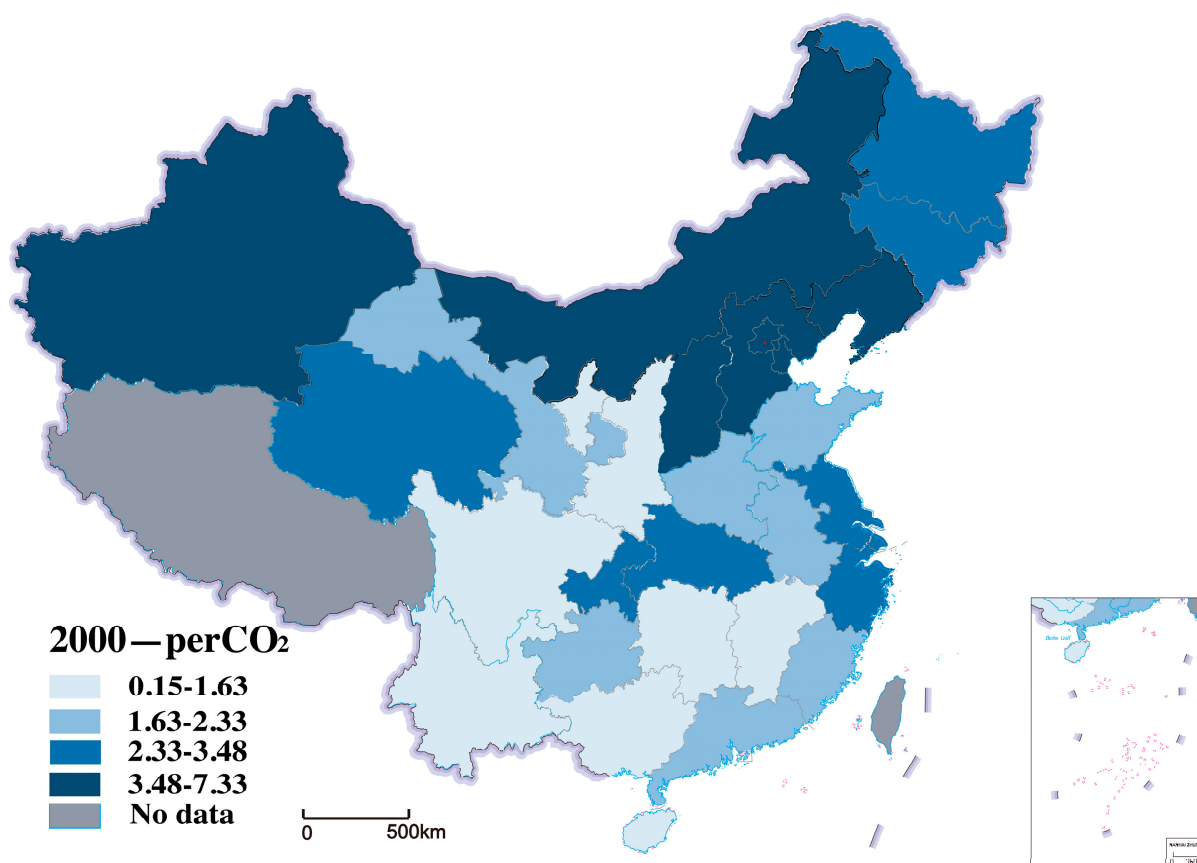 2000—perCO₂
0.15-1.63
1.63-2.33
2.33-3.48
3.48-7.33
No data
0 500km